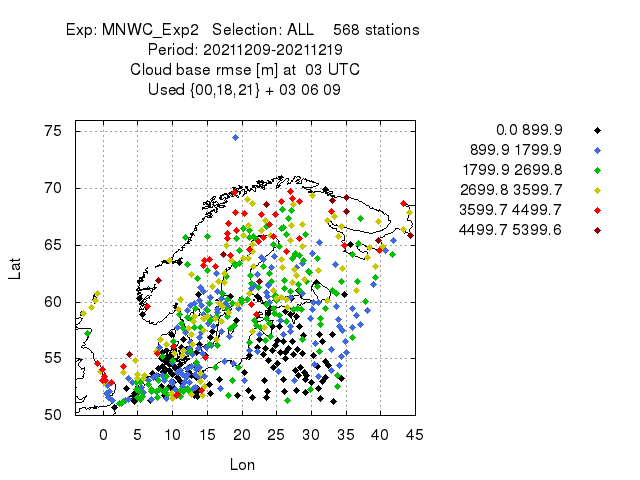 Exp: MNWC_Exp2 Selection: ALL 568 stations
Period: 20211209-20211219
Cloud base rmse [m] at 03 UTC
Used {00,18,21} + 03 06 09
0.0 899.9
899.9 1799.9
1799.9 2699.8
2699.8 3599.7
3599.7 4499.7
4499.7 5399.6
75
70
65
60
55
50
Lat
0 5 10 15 20 25 30 35 40 45
Lon